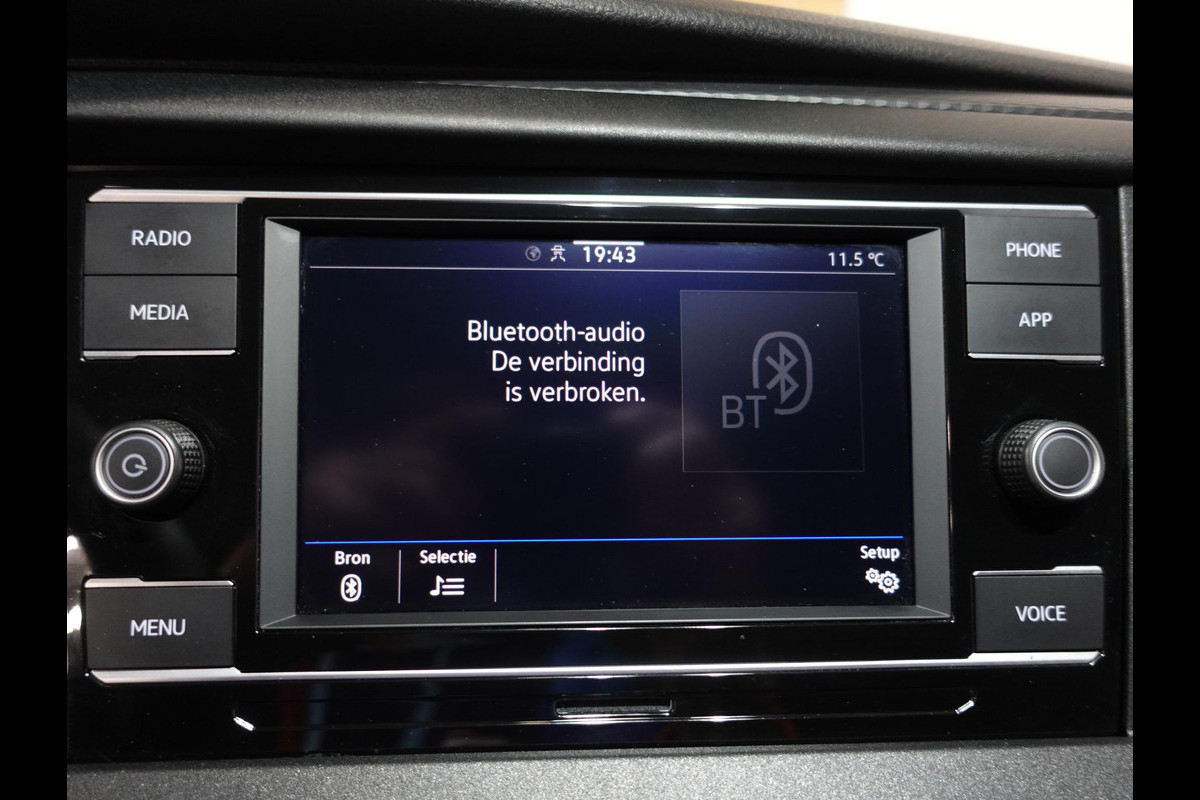 RADIO
MEDIA
MENU
19:43
11.5 °C
Bluetooth-audio
De verbinding
is verbroken.
BT
Bron
Selectie
Setup
PHONE
APP
VOICE